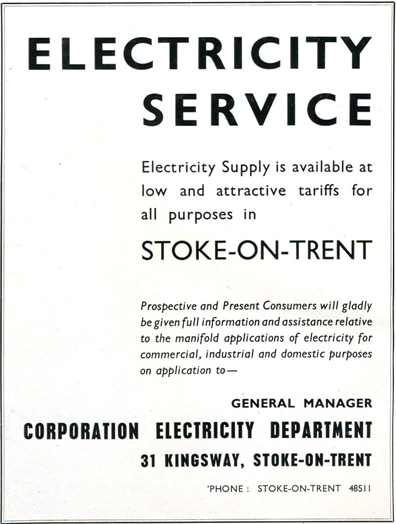 ELECTRICITY
SERVICE
Electricity Supply is available at
low and attractive tariffs for
all purposes in
STOKE-ON-TRENT
Prospective and Present Consumers will gladly
be given full information and assistance relative
to the manifold applications of electricity for
commercial, industrial and domestic purposes
on application to—
GENERAL MANAGER
CORPORATION ELECTRICITY DEPARTMENT
31 KINGSWAY, STOKE-ON-TRENT
'PHONE : STOKE-ON-TRENT 48511